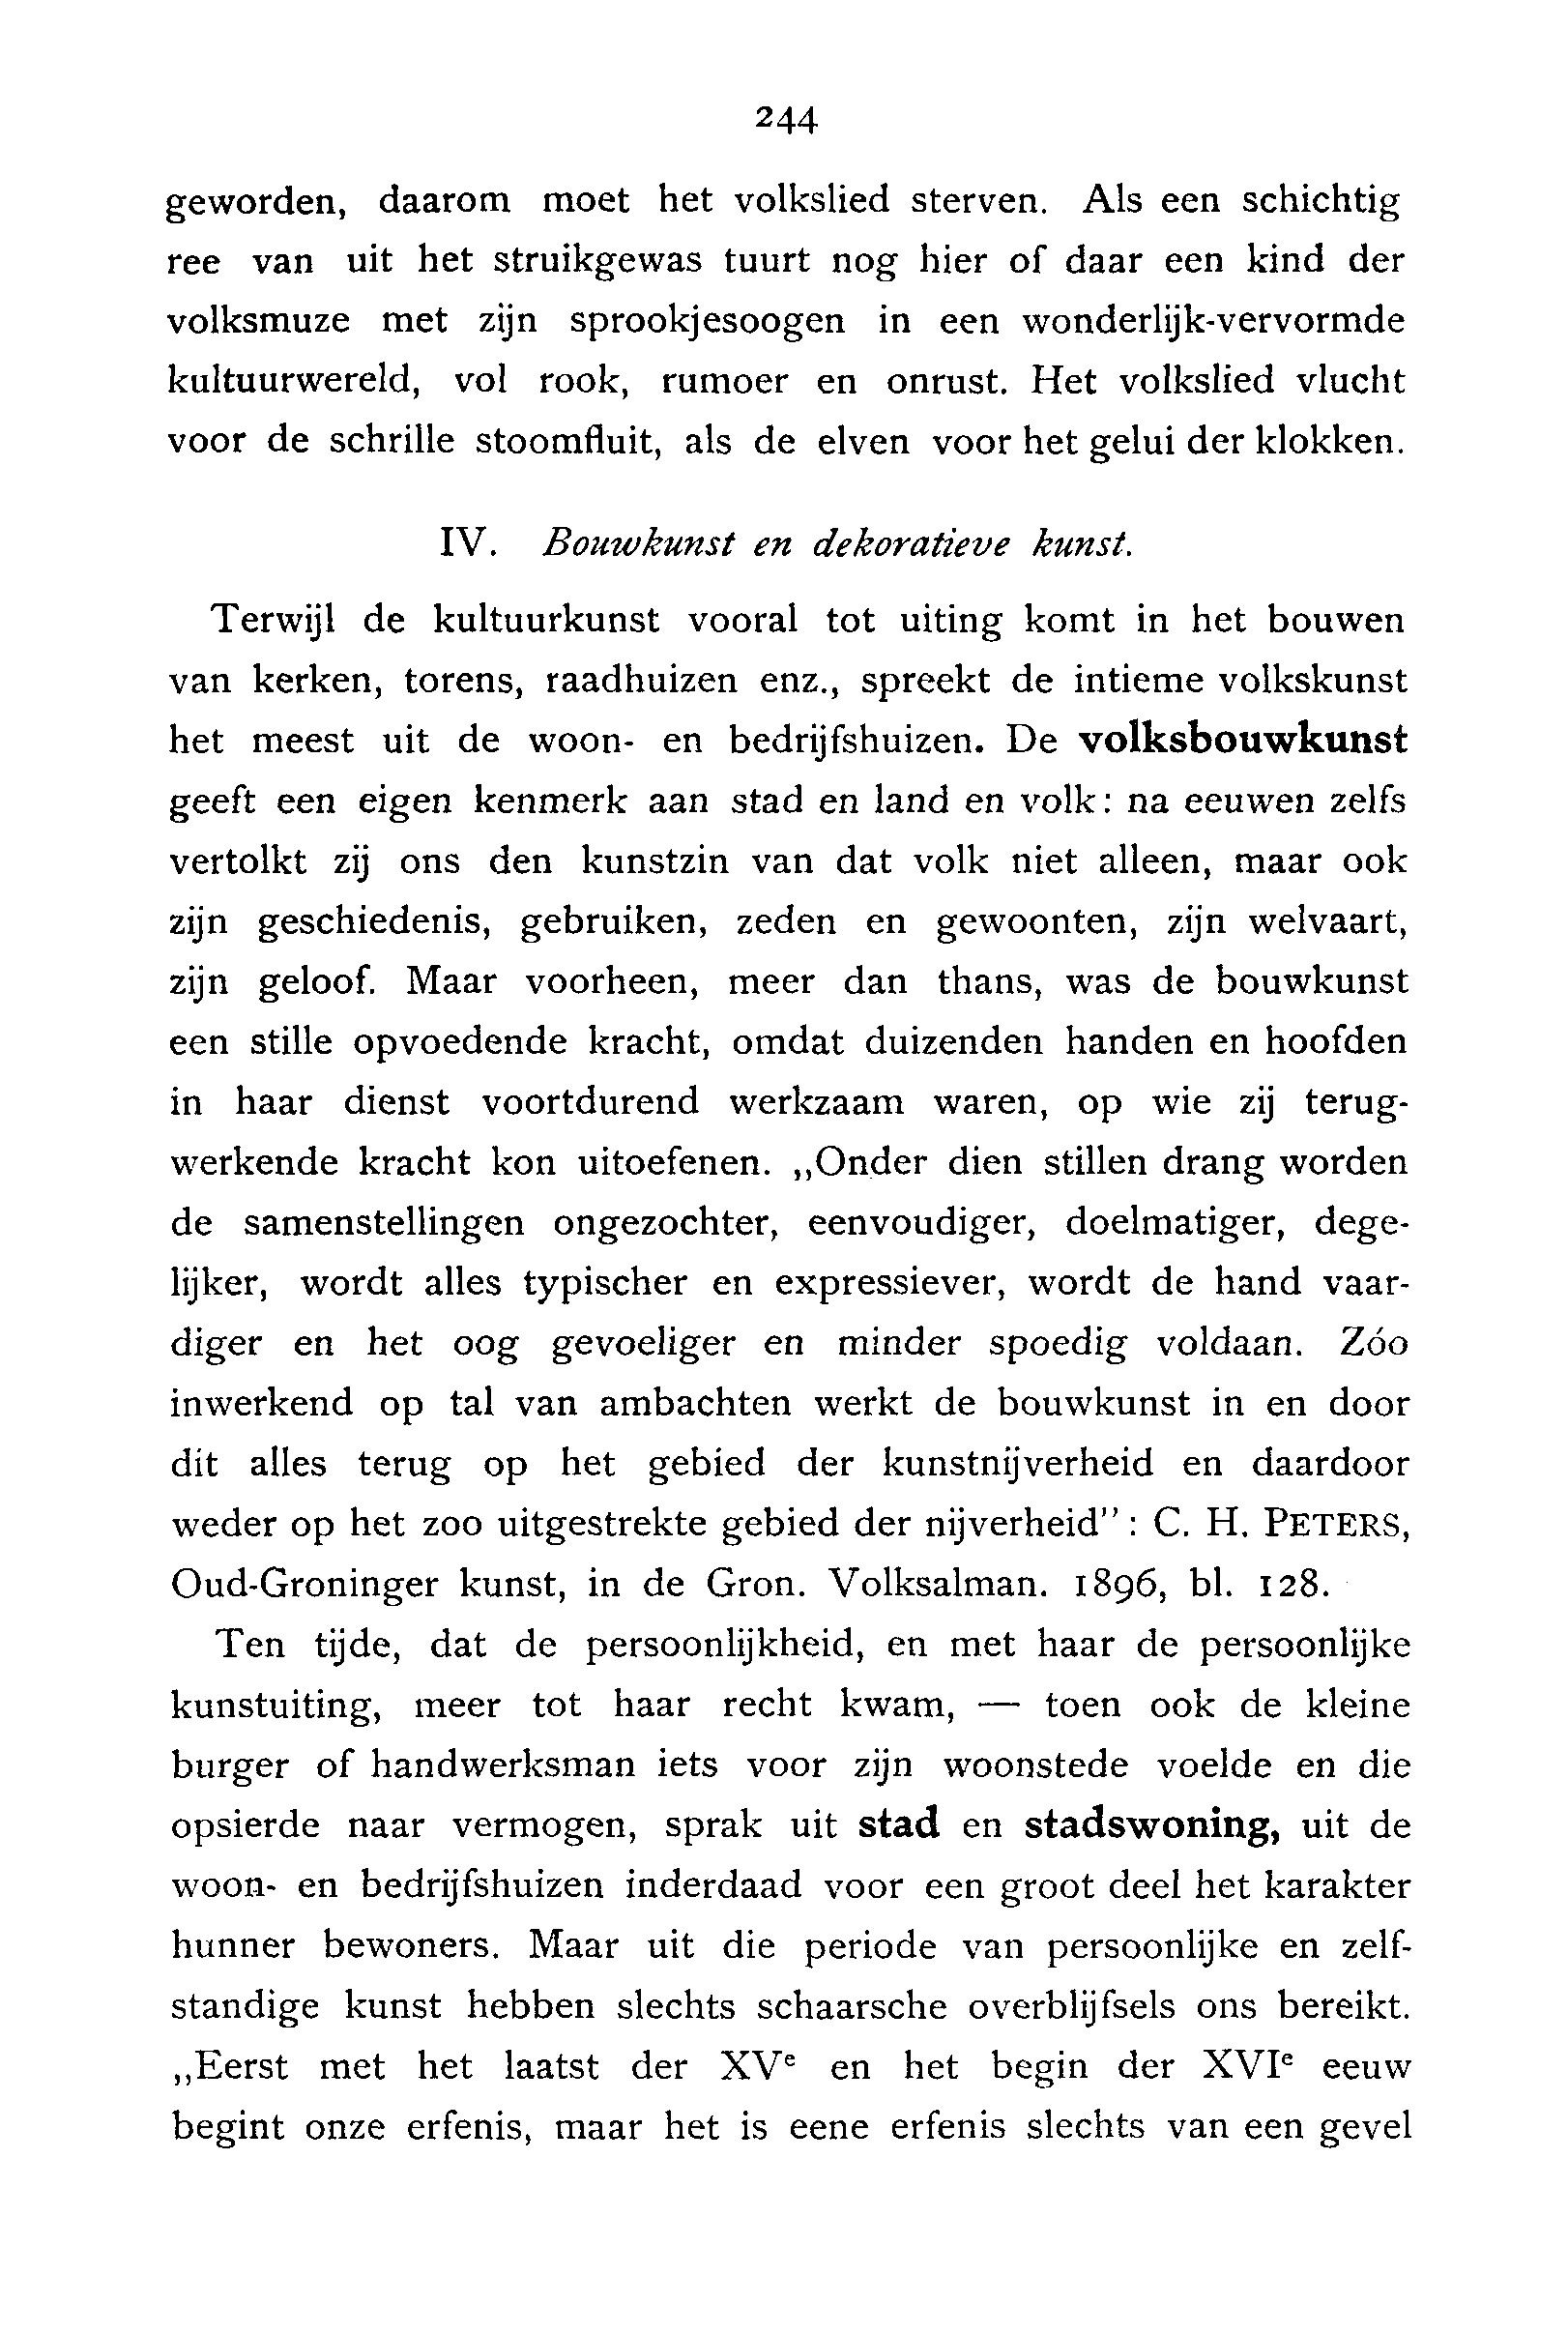 244
geworden, daarom moet het volkslied sterven. Als een schichtig
ree van uit het struikgewas tuurt nog hier of daar een kind der
volksmuze met zijn sprookjesoogen in een wonderlijk-vervormde
kultuurwereld, vol rook, rumoer en onrust. Het volkslied vlucht
voor de schrille stoomfluit, als de elven voor het gelui der klokken.
IV. Bouwkunst en dekoratieve kunst.
Terwijl de kultuurkunst vooral tot uiting komt in het bouwen
van kerken, torens, raadhuizen enz., spreekt de intieme volkskunst
het meest uit de woon- en bedrijfshuizen. De volksbouwkunst
geeft een eigen kenmerk aan stad en land en volk: na eeuwen zelfs
vertolkt zij ons den kunstzin van dat volk niet alleen, maar ook
zijn geschiedenis, gebruiken, zeden en gewoonten, zijn welvaart,
zijn geloof. Maar voorheen, meer dan thans, was de bouwkunst
een stille opvoedende kracht, omdat duizenden handen en hoofden
in haar dienst voortdurend werkzaam waren, op wie zij terug-
werkende kracht kon uitoefenen. „Onder dien stillen drang worden
de samenstellingen ongezochter, eenvoudiger, doelmatiger, dege-
lijker, wordt alles typischer en expressiever, wordt de hand vaar-
diger en het oog gevoeliger en minder spoedig voldaan. Zóo
inwerkend op tal van ambachten werkt de bouwkunst in en door
dit alles terug op het gebied der kunstnijverheid en daardoor
weder op het zoo uitgestrekte gebied der nijverheid”: C. H. PETERS,
Oud-Groninger kunst, in de Gron. Volksalman. 1896, bl. 128.
Ten tijde, dat de persoonlijkheid, en met haar de persoonlijke
kunstuiting, meer tot haar recht kwam, — toen ook de kleine
burger of handwerksman iets voor zijn woonstede voelde en die
opsierde naar vermogen, sprak uit stad en stadswoning, uit de
woon- en bedrijfshuizen inderdaad voor een groot deel het karakter
hunner bewoners. Maar uit die periode van persoonlijke en zelf-
standige kunst hebben slechts schaarsche overblijfsels ons bereikt.
„Eerst met het laatst der XVe en het begin der XVIe eeuw
begint onze erfenis, maar het is eene erfenis slechts van een gevel